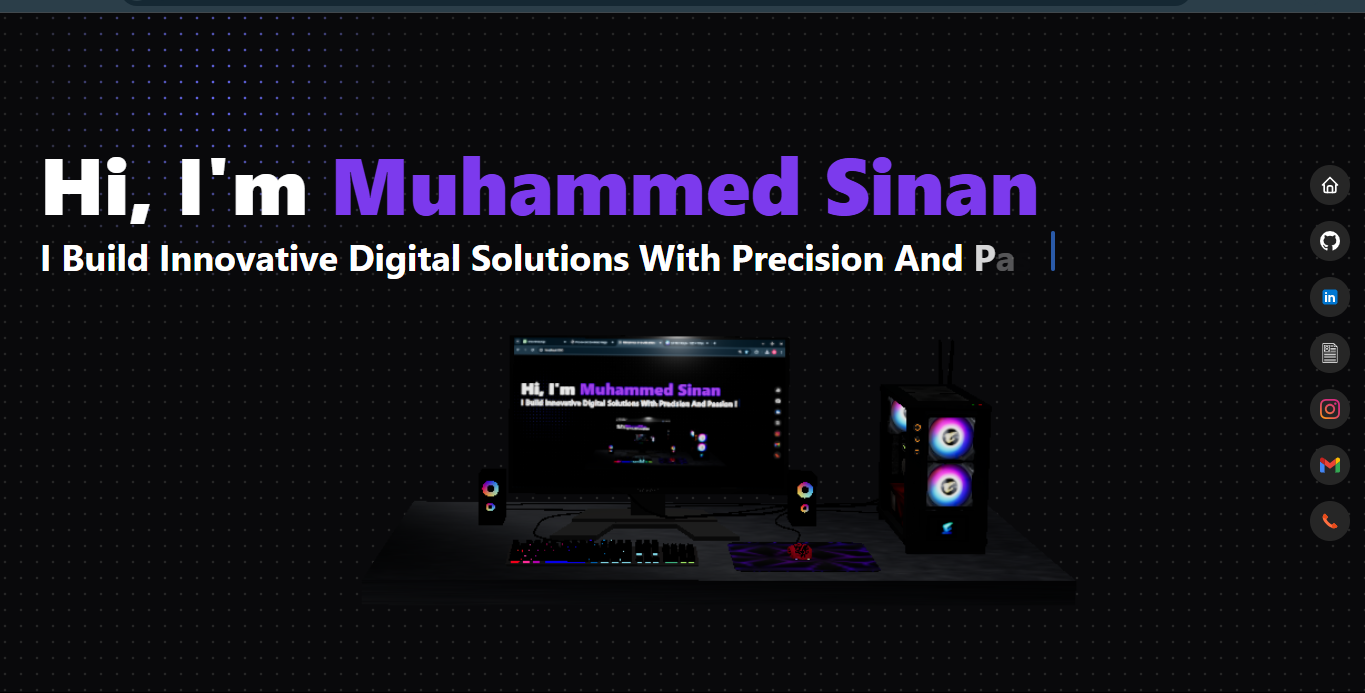 Hi, I'm Muhammed Sinan
I Build Innovative Digital Solutions With Precision And Pa
Hi, I'm Muhammed Sinan
I Build Innovative Digital Solutions With Precision And Passion I
in